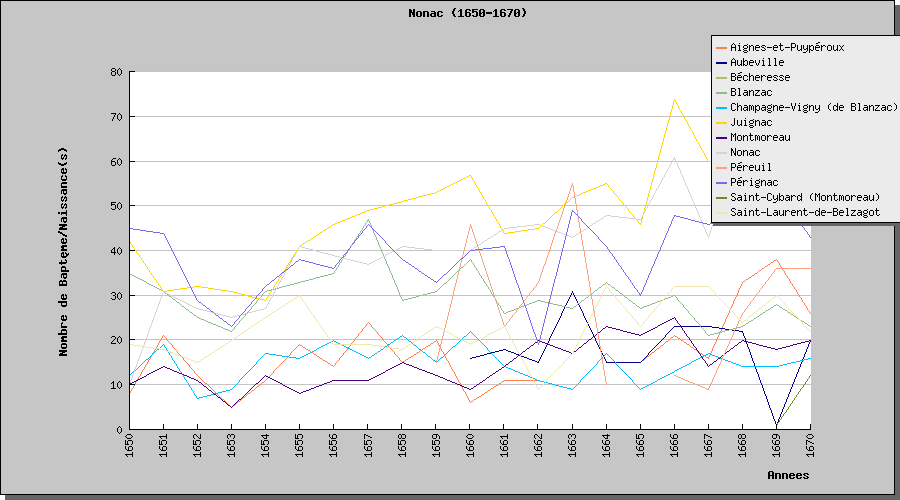 Nonac (1650-1670)
Aignes-et-Puypéroux
Aubeville
Bécheresse
Blanzac
Champagne-Vigny (de Blanzac)
Juignac
Montmoreau
Nonac
Péreuil
Pérignac
Saint-Cybard (Montmoreau)
Saint-Laurent-de-Belzagot
80
70
60
50
40
30
20
10
0
Nombre de Baptęme/Naissance(s)
1650 1651 1652 1653 1654 1655 1656 1657 1658 1659 1660 1661 1662 1663 1664 1665 1666 1667 1668 1669 1670
Annees